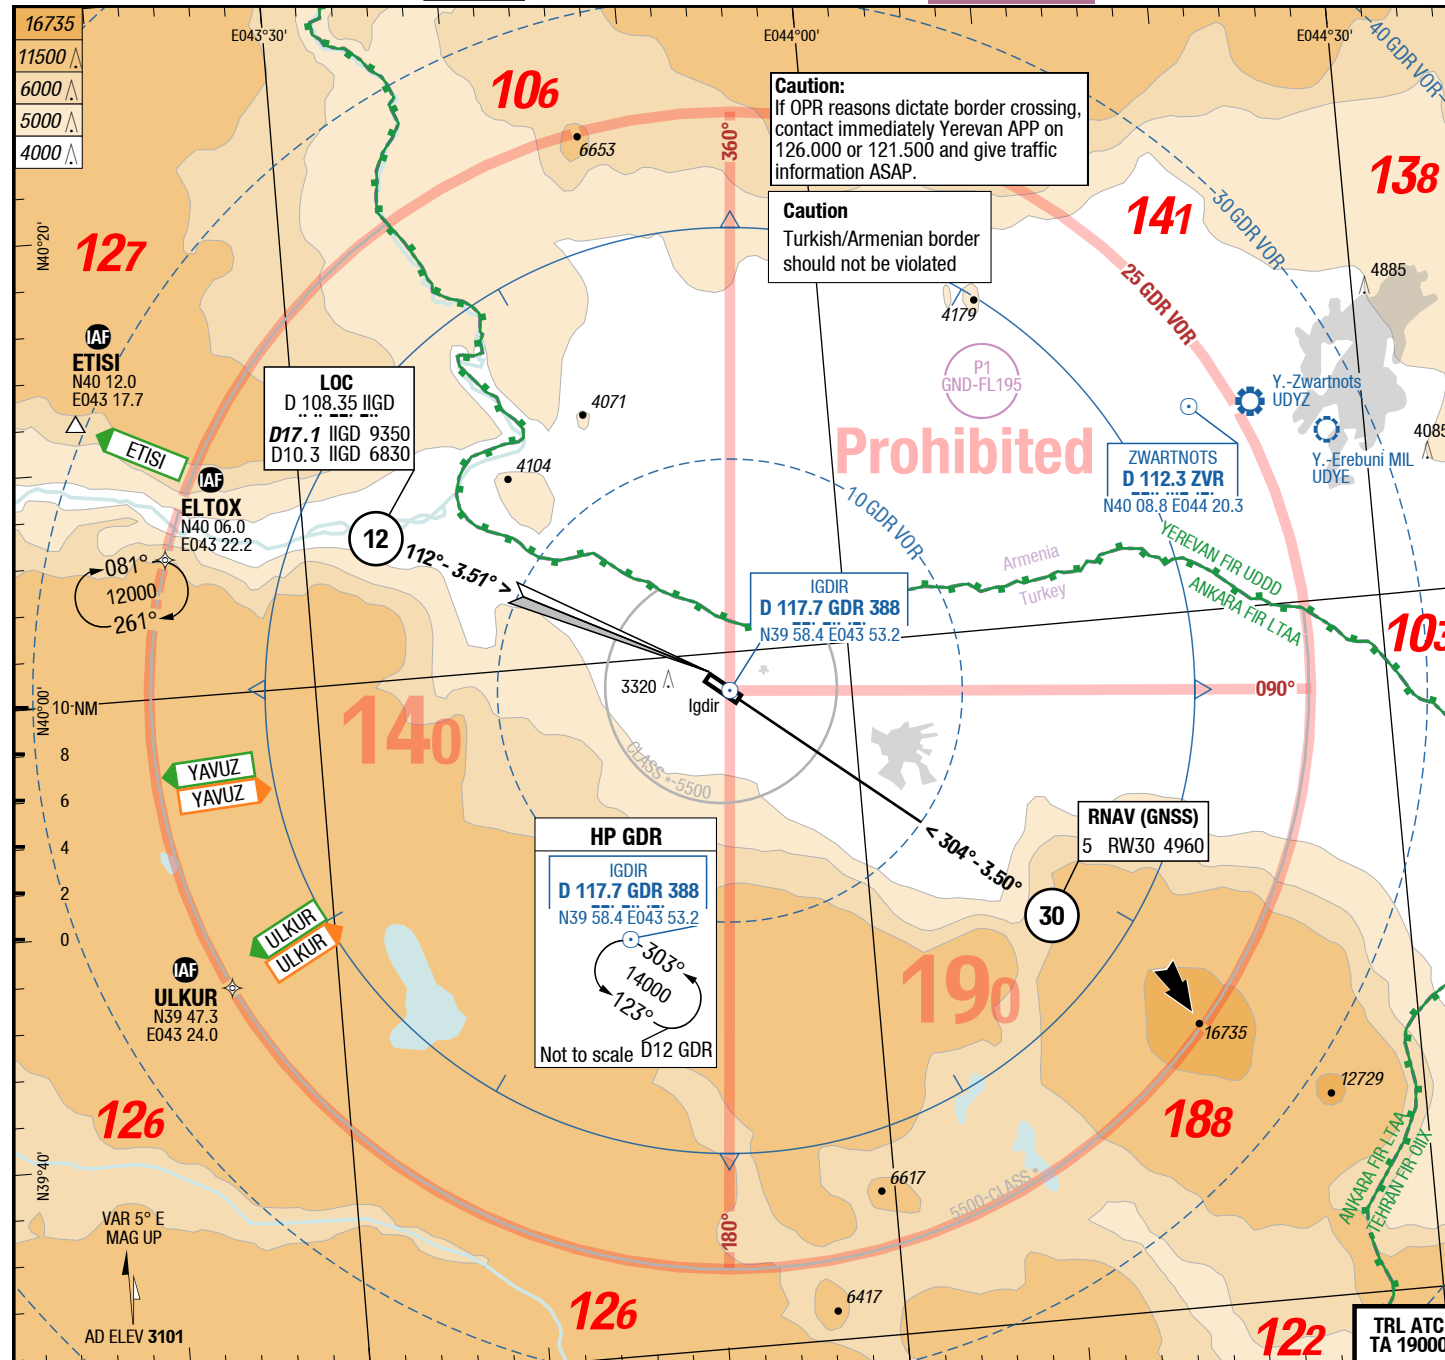 16735
11500
6000
5000
4000
E043°30'
E044°00'
E044°30'
40 GDR VOR
106
6653
360°
Caution:
If OPR reasons dictate border crossing,
contact immediately Yerevan APP on
126.000 or 121.500 and give traffic
information ASAP.
138
141
30 GDR VOR
Caution
Turkish/Armenian border
should not be violated
N40°20'
127
25 GDR VOR
4885
4179
IAF
ETISI
N40 12.0
E043 17.7
ETISI
LOC
D 108.35 IIGD
D17.1 IIGD 9350
D10.3 IIGD 6830
4071
4104
P1
GND-FL195
Prohibited
Y.-Zwartnots
UDYZ
Y.-Erebuni MIL
UDYE
4085
ZWARTNOTS
D 112.3 ZVR
N40 08.8 E044 20.3
IAF
ELTOX
N40 06.0
E043 22.2
10 GDR VOR
12
112° - 3.51° >
081°
12000
261°
Armenia
Turkey
YEREVAN FIR UDDD
ANKARA FIR LTAA
IGDIR
D 117.7 GDR 388
N39 58.4 E043 53.2
103
3320
Igdir
090°
N40°00'
10 NM
8
6
4
2
0
140
YAVUZ
YAVUZ
CLASS *-5500
HP GDR
IGDIR
D 117.7 GDR 388
N39 58.4 E043 53.2
303°
14000
123°
Not to scale
D12 GDR
< 304° - 3.50°
RNAV (GNSS)
5 RW30 4960
30
ULKUR
ULKUR
IAF
ULKUR
N39 47.3
E043 24.0
190
16735
12729
188
126
6617
5500-CLASS *
ANKARA FIR LTAA
TEHRAN FIR OIIX
N39°40'
180°
VAR 5° E
MAG UP
AD ELEV 3101
126
6417
122
TRL ATC
TA 19000